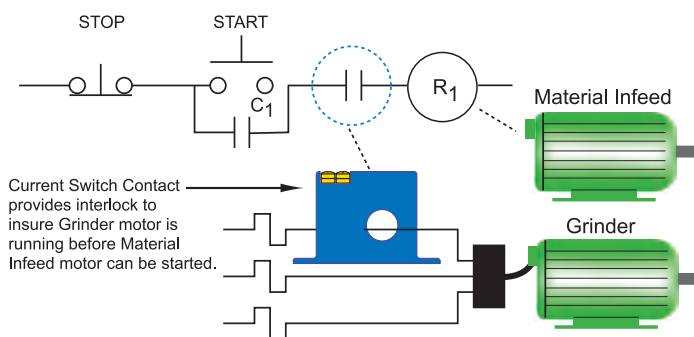 STOP
START
C1
R1
Material Infeed
Current Switch Contact
provides interlock to
insure Grinder motor is
running before Material
Infeed motor can be started.
Grinder